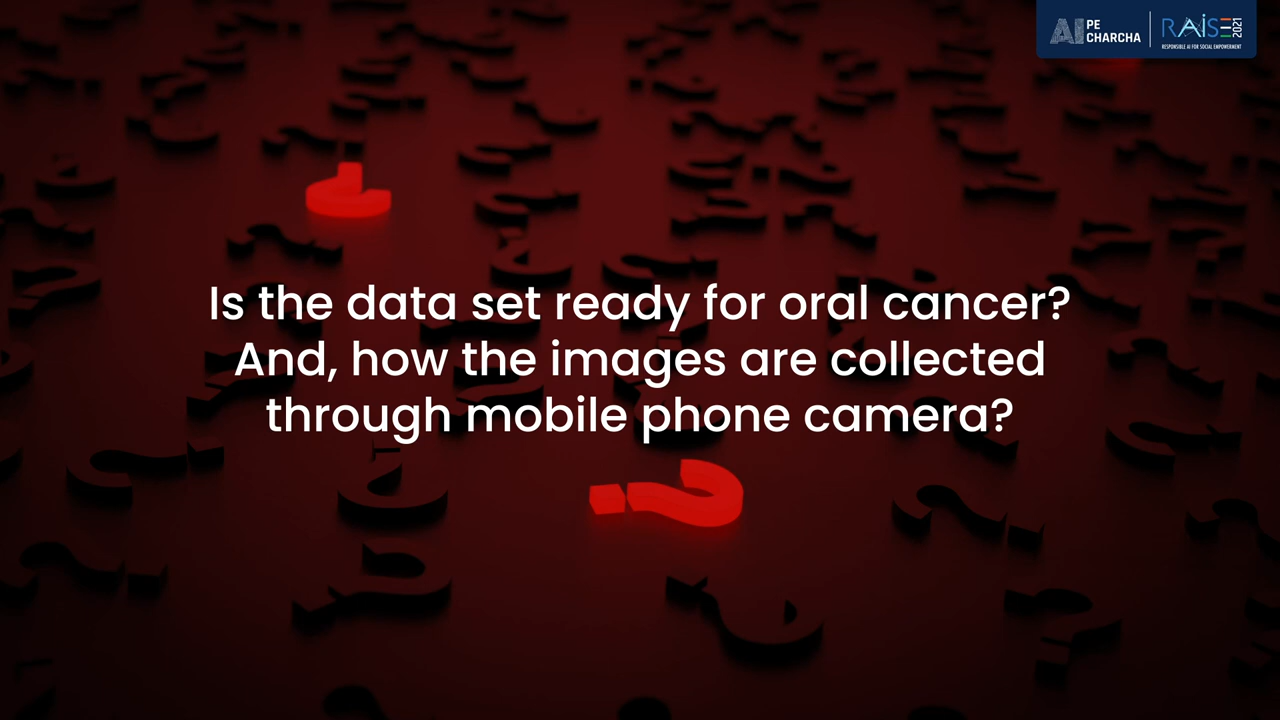 AI PE CHARCHA
RAISE 2021
RESPONSIBLE AI FOR SOCIAL EMPOWERMENT
Is the data set ready for oral cancer?
And, how the images are collected
through mobile phone camera?